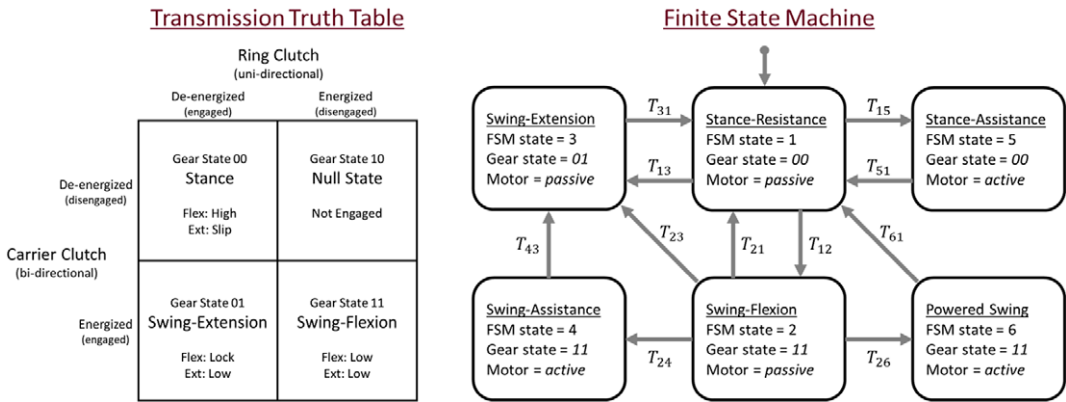 Transmission Truth Table
Ring Clutch
(uni-directional)
De-energized
(engaged)
Energized
(disengaged)
De-energized
(disengaged)
Carrier Clutch
(bi-directional)
Energized
(engaged)
Gear State 00
Stance
Flex: High
Ext: Slip
Gear State 10
Null State
Not Engaged
Gear State 01
Swing-Extension
Flex: Lock
Ext: Low
Gear State 11
Swing-Flexion
Flex: Low
Ext: Low
Finite State Machine
Swing-Extension
FSM state = 3
Gear state = 01
Motor = passive
T31
T13
Stance-Resistance
FSM state = 1
Gear state = 00
Motor = passive
T15
T51
Stance-Assistance
FSM state = 5
Gear state = 00
Motor = active
T43
T23
T21
T12
T61
Swing-Assistance
FSM state = 4
Gear state = 11
Motor = active
T24
Swing-Flexion
FSM state = 2
Gear state = 11
Motor = passive
T26
Powered Swing
FSM state = 6
Gear state = 11
Motor = active